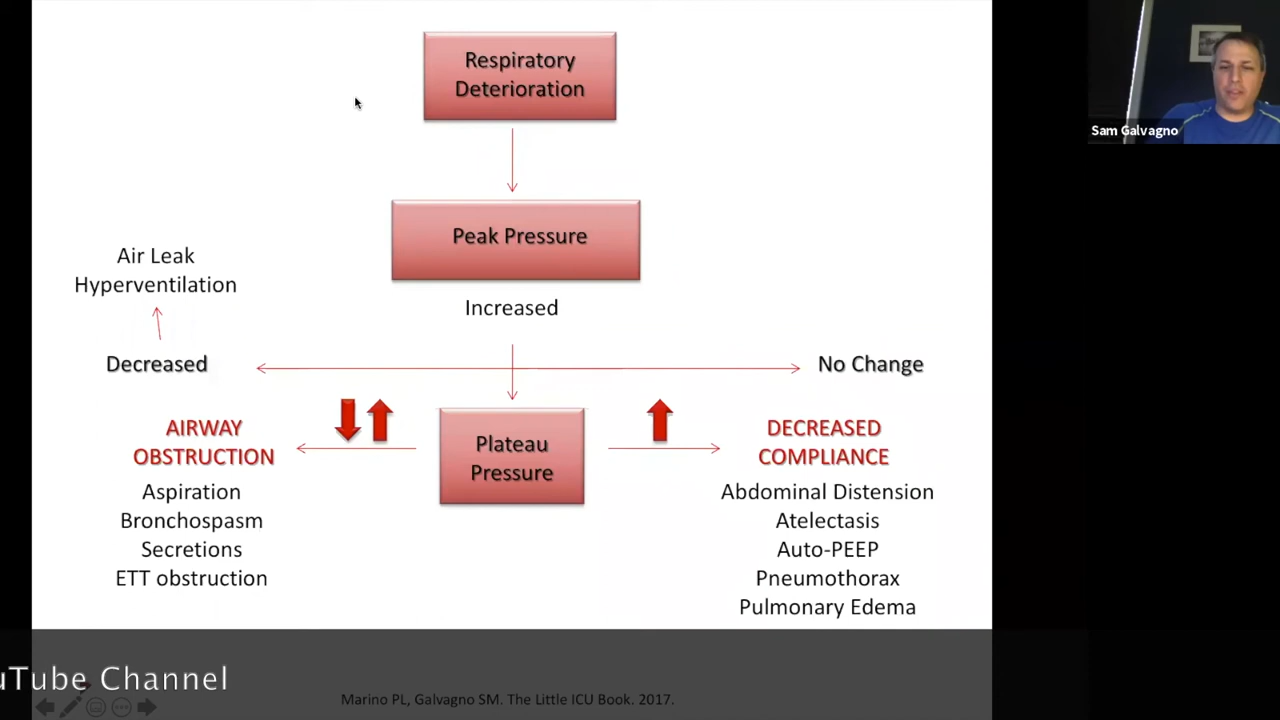 Respiratory
Deterioration
Peak Pressure
Increased
Air Leak
Hyperventilation
Decreased
No Change
AIRWAY
OBSTRUCTION
Aspiration
Bronchospasm
Secretions
ETT obstruction
Plateau
Pressure
DECREASED
COMPLIANCE
Abdominal Distension
Atelectasis
Auto-PEEP
Pneumothorax
Pulmonary Edema
Sam Galvagno
uTube Channel
Marino PL, Galvagno SM. The Little ICU Book. 2017.